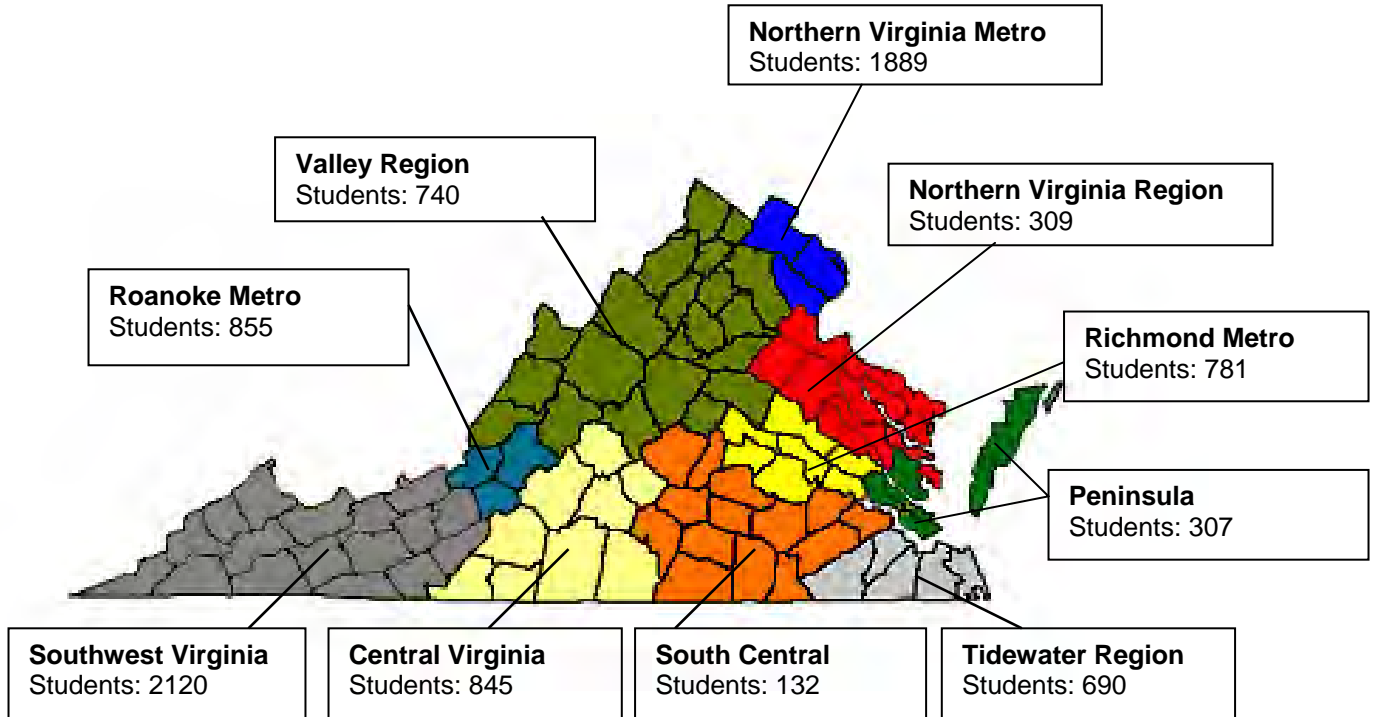 Northern Virginia Metro
Students: 1889
Valley Region
Students: 740
Northern Virginia Region
Students: 309
Roanoke Metro
Students: 855
Richmond Metro
Students: 781
Peninsula
Students: 307
Southwest Virginia
Students: 2120
Central Virginia
Students: 845
South Central
Students: 132
Tidewater Region
Students: 690